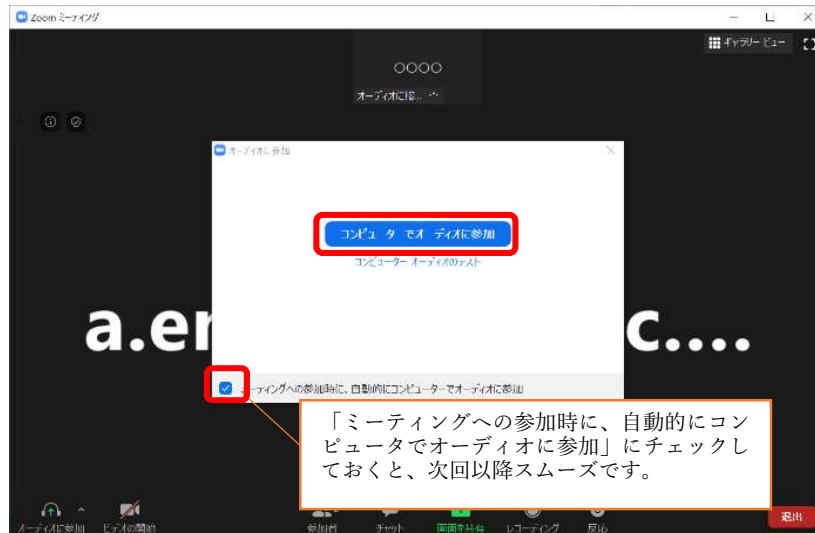 Zoom ミーティング
ギャラリー ビュー
○○○○
オーディオに接...
オーディオに参加
コンピュータでオーディオに参加
コンピューター オーディオのテスト
a.er
c....
ミーティングへの参加時に、自動的にコンピューターでオーディオに参加
「ミーティングへの参加時に、自動的にコン
ピュータでオーディオに参加」にチェックし
ておくと、次回以降スムーズです。
オーディオに参加
ビデオの開始
参加者
チャット
画面を共有
レコーディング
反応
退出